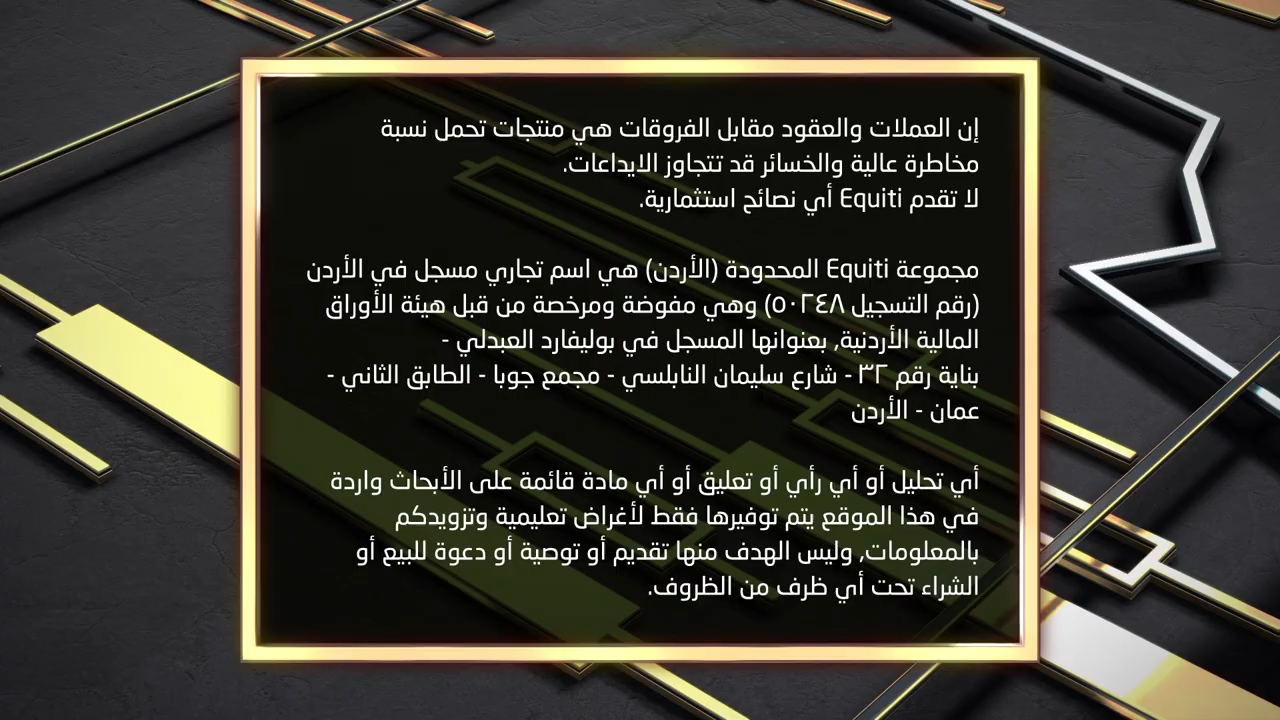 إن العملات والعقود مقابل الفروقات هي منتجات تحمل نسبة
مخاطرة عالية والخسائر قد تتجاوز الايداعات.
لا تقدم Equiti أي نصائح استثمارية.
مجموعة Equiti المحدودة (الأردن) هي اسم تجاري مسجل في الأردن
(رقم التسجيل ٥٠٢٤٨) وهي مفوضة ومرخصة من قبل هيئة الأوراق
المالية الأردنية, بعنوانها المسجل في بوليفارد العبدلي -
بناية رقم ٣٢ - شارع سليمان النابلسي - مجمع جوبا - الطابق الثاني -
عمان - الأردن
أي تحليل أو أي رأي أو تعليق أو أي مادة قائمة على الأبحاث واردة
في هذا الموقع يتم توفيرها فقط لأغراض تعليمية وتزويدكم
بالمعلومات, وليس الهدف منها تقديم أو توصية أو دعوة للبيع أو
الشراء تحت أي ظرف من الظروف.